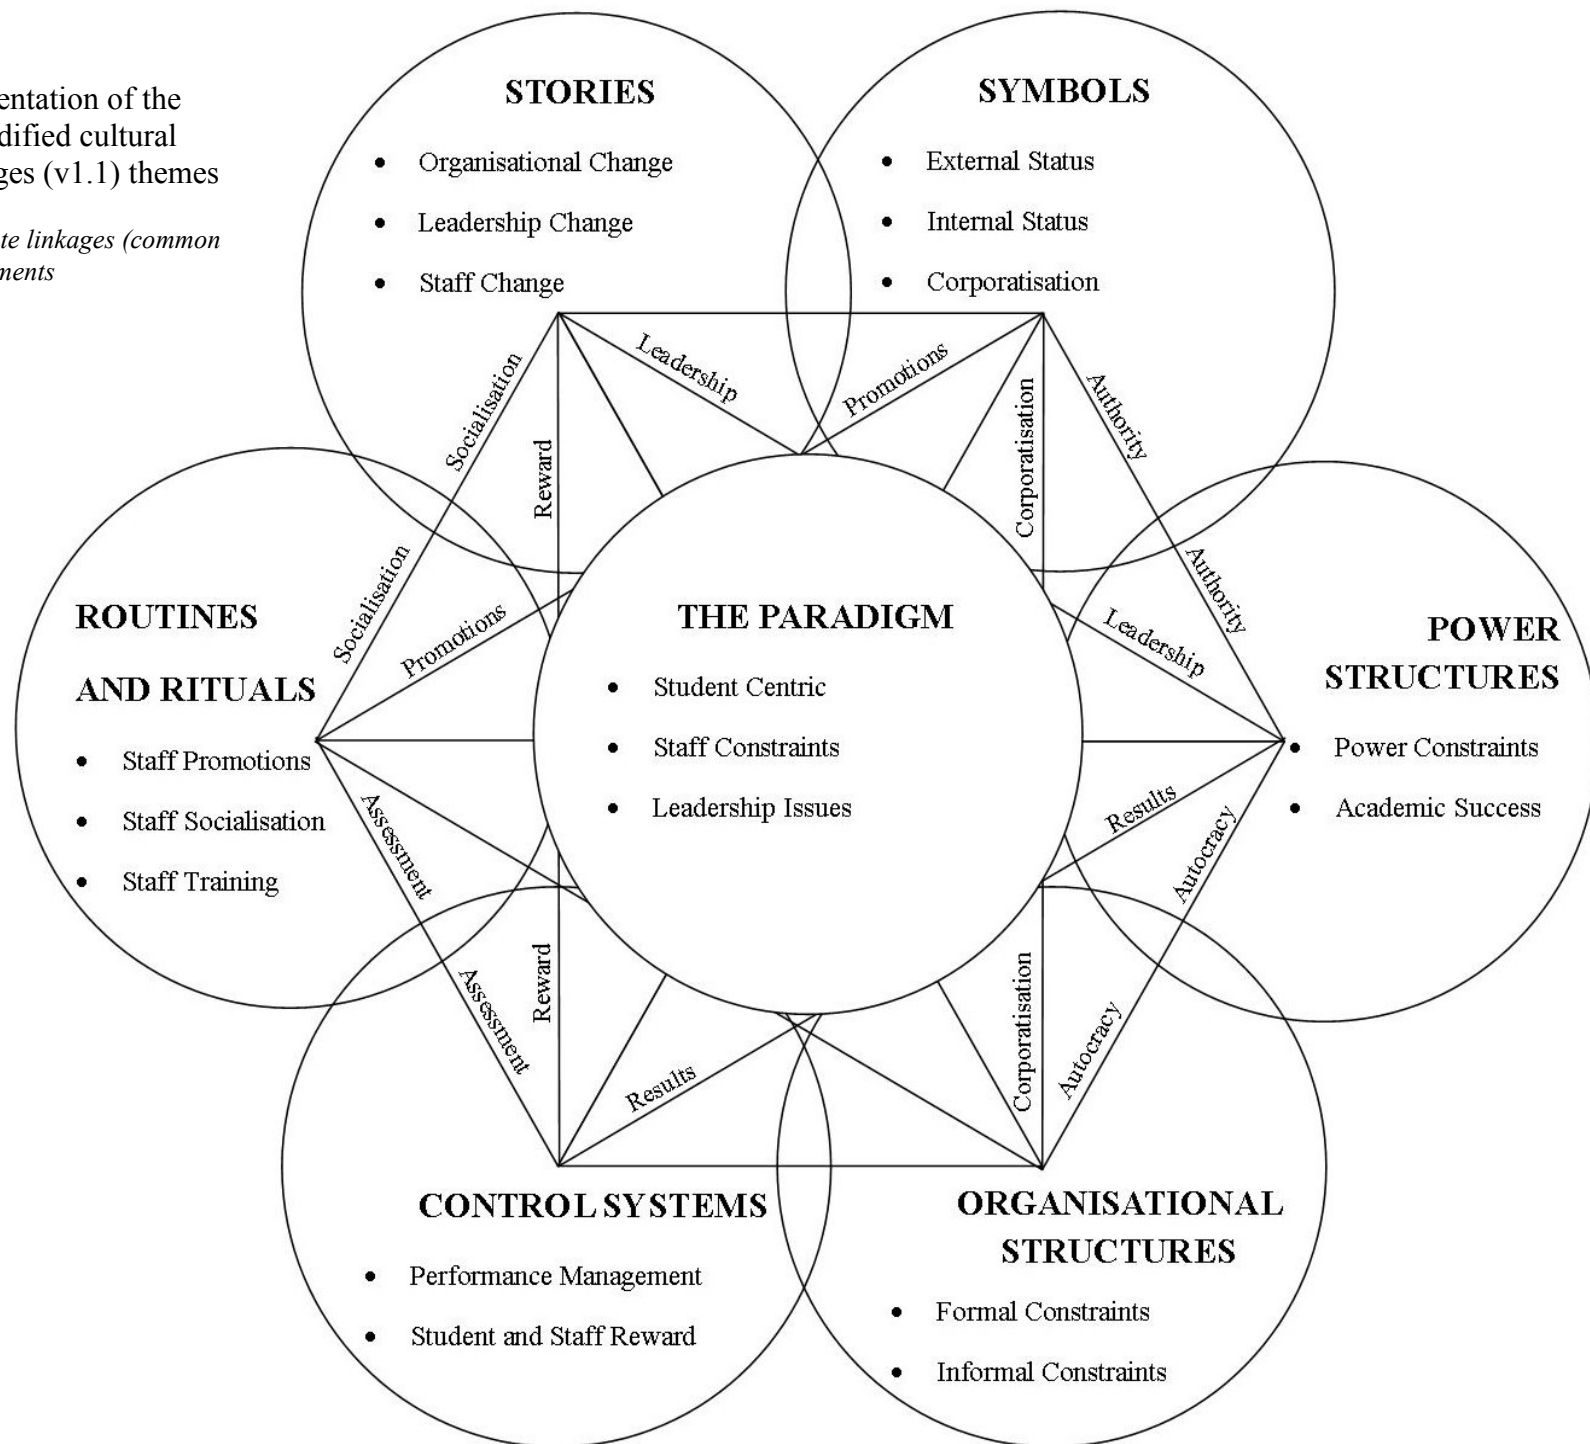 entation of the
dified cultural
ges (v1.1) themes
te linkages (common
ments
STORIES
• Organisational Change
• Leadership Change
• Staff Change
SYMBOLS
• External Status
• Internal Status
• Corporatisation
Socialisation
Reward
Leadership
Promotions
Corporatisation
Authority
ROUTINES
AND RITUALS
• Staff Promotions
• Staff Socialisation
• Staff Training
Socialisation
Promotions
THE PARADIGM
• Student Centric
• Staff Constraints
• Leadership Issues
Authority
Leadership
POWER
STRUCTURES
• Power Constraints
• Academic Success
Assessment
Results
Autocracy
Assessment
Reward
Results
Corporatisation
Autocracy
CONTROL SYSTEMS
• Performance Management
• Student and Staff Reward
ORGANISATIONAL
STRUCTURES
• Formal Constraints
• Informal Constraints